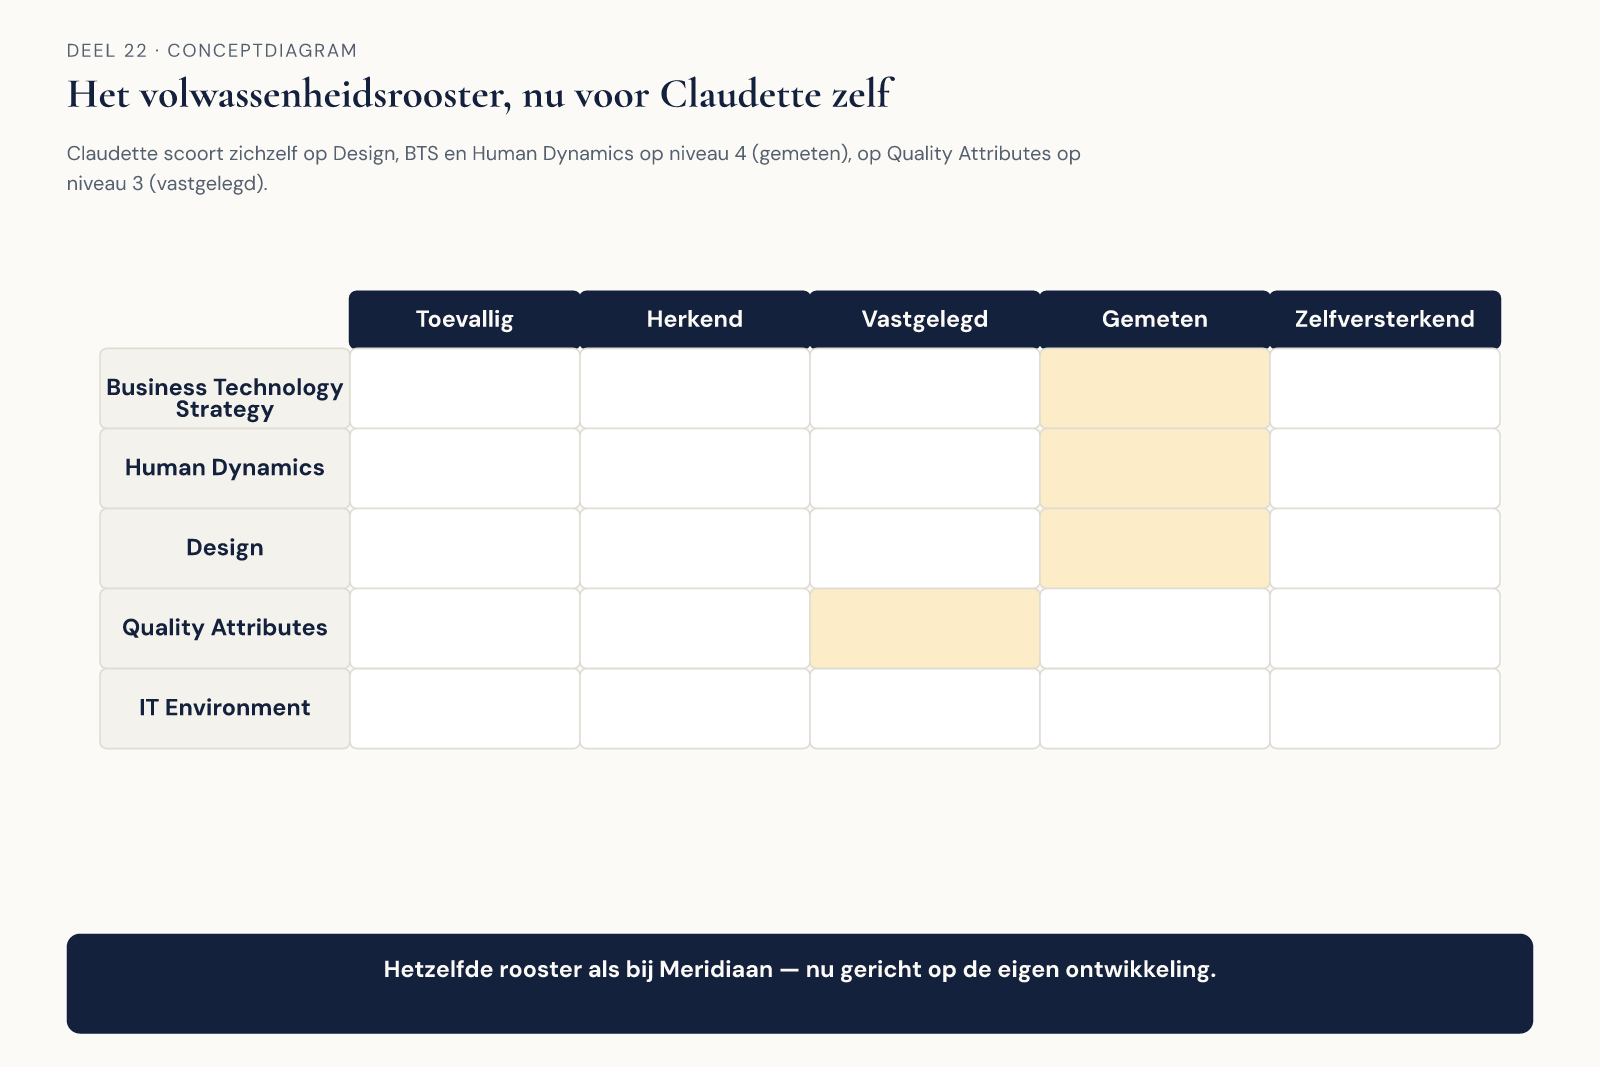 DEEL 22 · CONCEPTDIAGRAM
Het volwassenheidsrooster, nu voor Claudette zelf
Claudette scoort zichzelf op Design, BTS en Human Dynamics op niveau 4 (gemeten), op Quality Attributes op
niveau 3 (vastgelegd).
Toevallig
Herkend
Vastgelegd
Gemeten
Zelfversterkend
Business Technology
Strategy
Human Dynamics
Design
Quality Attributes
IT Environment
Hetzelfde rooster als bij Meridiaan — nu gericht op de eigen ontwikkeling.